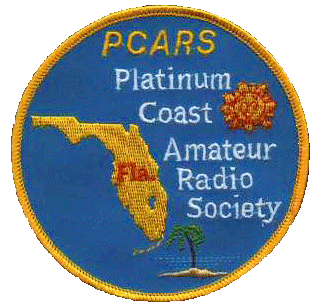 PCARS
Platinum
Coast
Amateur
Fla.
Radio
Society